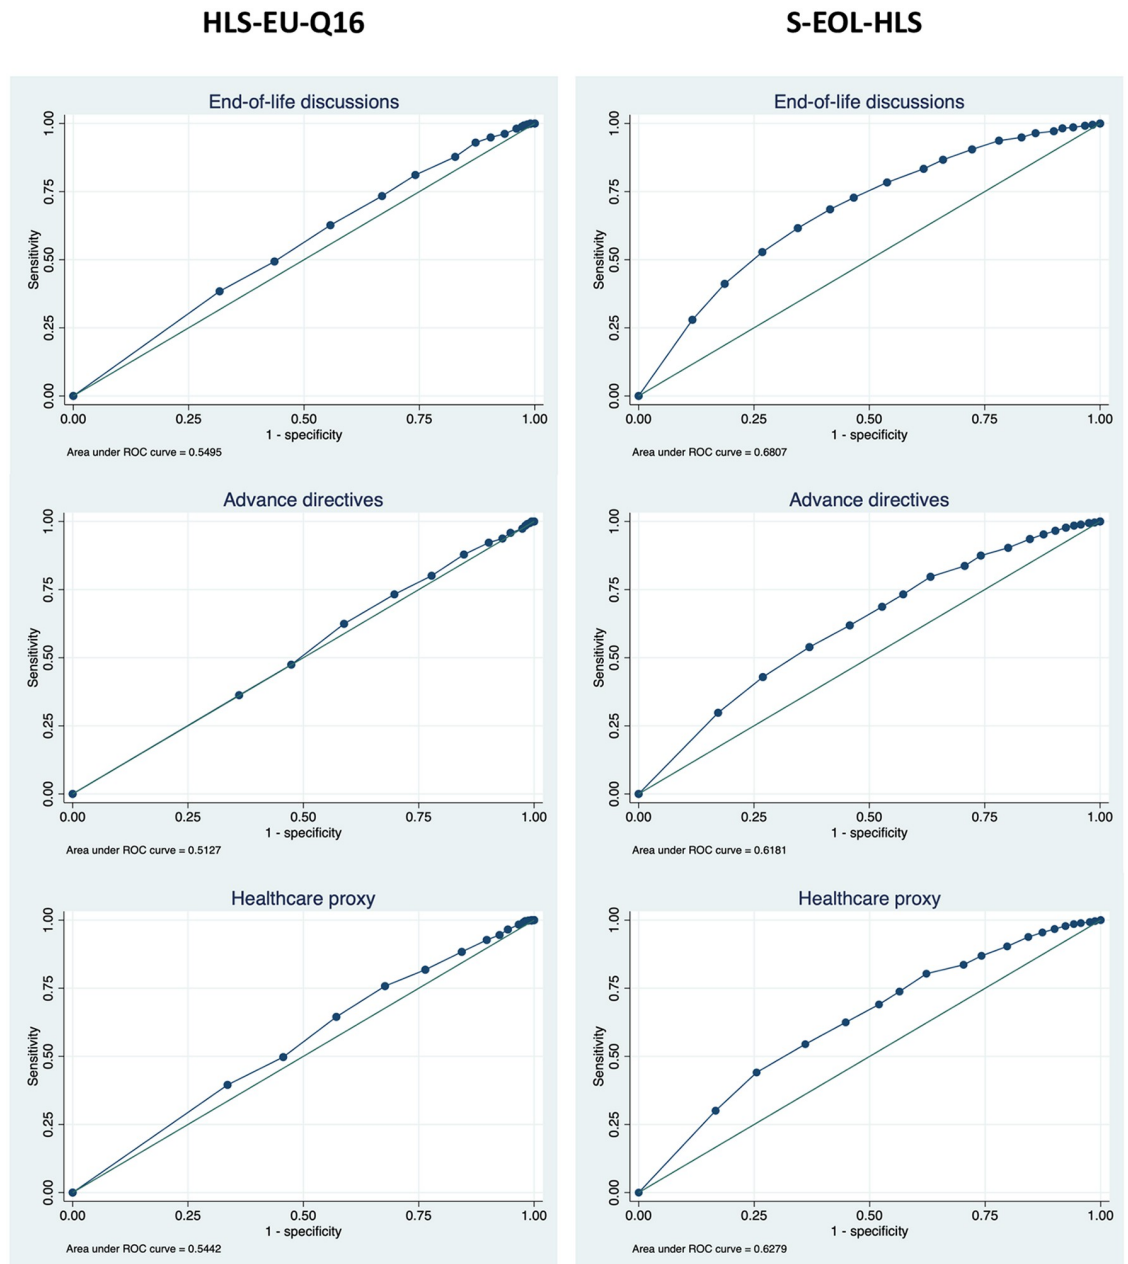 HLS-EU-Q16
S-EOL-HLS
End-of-life discussions
1.00
0.75
0.50
0.25
0.00
Sensitivity
0.00 0.25 0.50 0.75 1.00
1 - specificity
Area under ROC curve = 0.5495
End-of-life discussions
1.00
0.75
0.50
0.25
0.00
Sensitivity
0.00 0.25 0.50 0.75 1.00
1 - specificity
Area under ROC curve = 0.6807
Advance directives
1.00
0.75
0.50
0.25
0.00
Sensitivity
0.00 0.25 0.50 0.75 1.00
1 - specificity
Area under ROC curve = 0.5127
Advance directives
1.00
0.75
0.50
0.25
0.00
Sensitivity
0.00 0.25 0.50 0.75 1.00
1 - specificity
Area under ROC curve = 0.6181
Healthcare proxy
1.00
0.75
0.50
0.25
0.00
Sensitivity
0.00 0.25 0.50 0.75 1.00
1 - specificity
Area under ROC curve = 0.5442
Healthcare proxy
1.00
0.75
0.50
0.25
0.00
Sensitivity
0.00 0.25 0.50 0.75 1.00
1 - specificity
Area under ROC curve = 0.6279